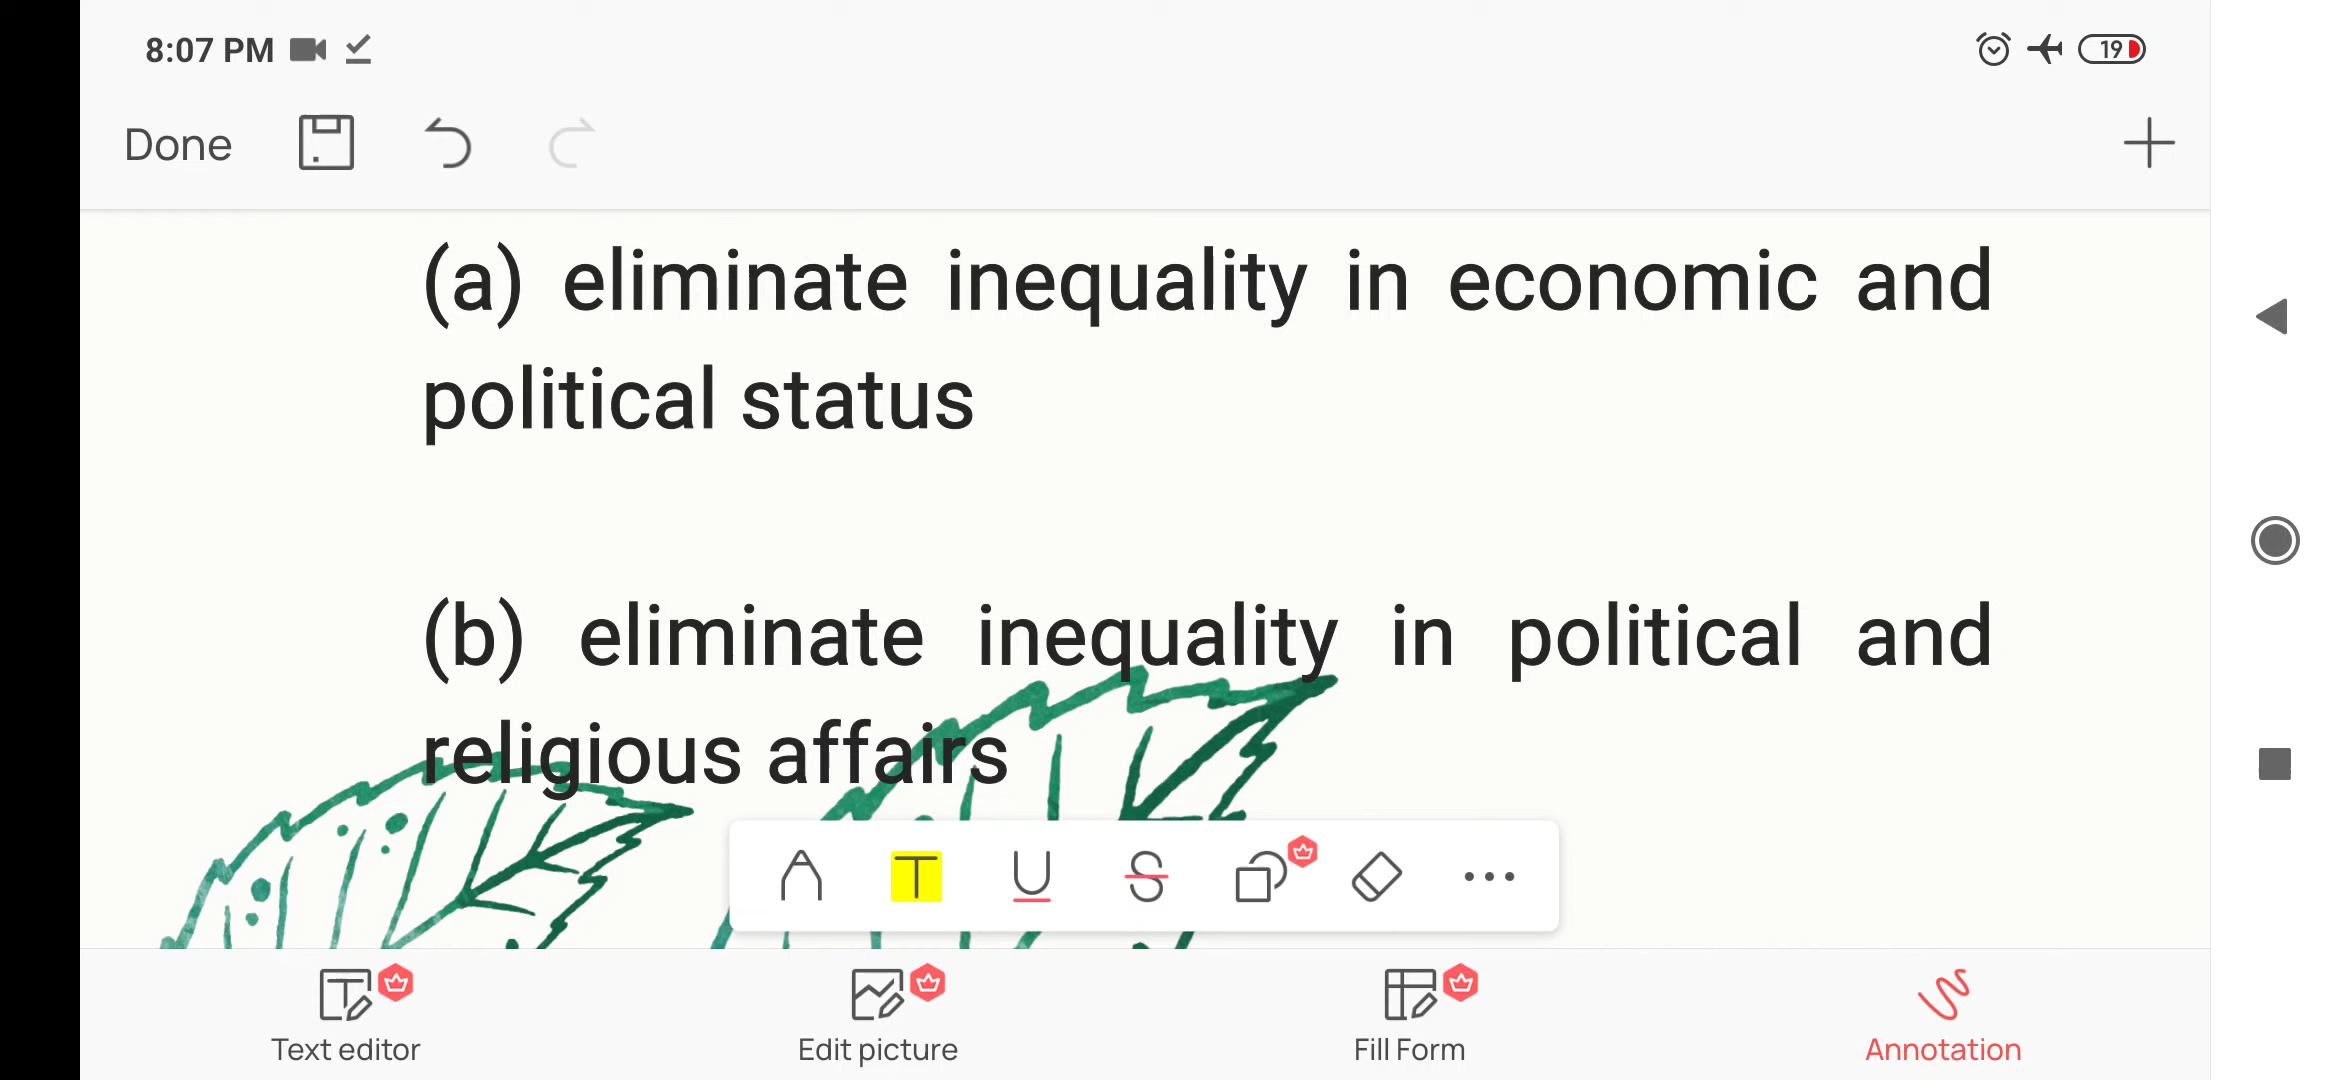 8:07 PM
19
Done
(a) eliminate inequality in economic and
political status
(b) eliminate inequality in political and
religious affairs
Text editor
Edit picture
Fill Form
Annotation